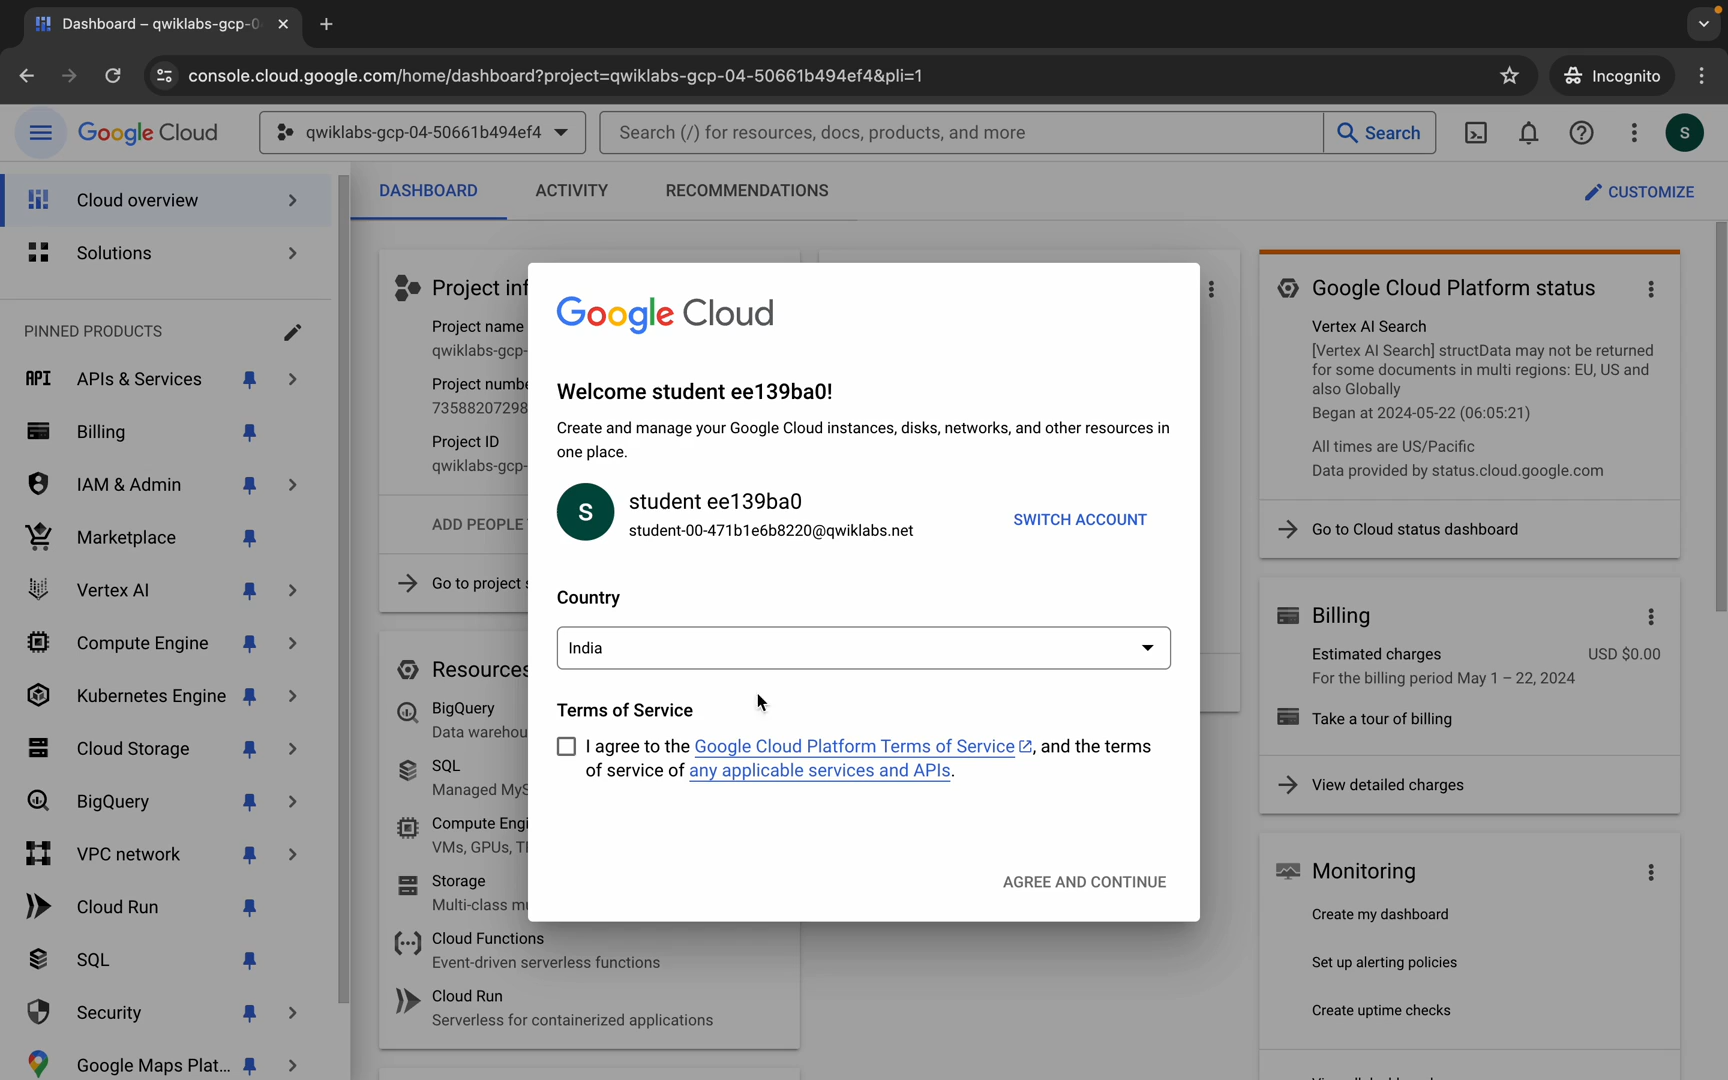 Dashboard – qwiklabs-gcp-0
console.cloud.google.com/home/dashboard?project=qwiklabs-gcp-04-50661b494ef4&pli=1
Incognito
Google Cloud
qwiklabs-gcp-04-50661b494ef4
Search (/) for resources, docs, products, and more
Search
S
Cloud overview
Solutions
PINNED PRODUCTS
API APIs & Services
Billing
IAM & Admin
Marketplace
Vertex AI
Compute Engine
Kubernetes Engine
Cloud Storage
BigQuery
VPC network
Cloud Run
SQL
Security
Google Maps Plat...
DASHBOARD
ACTIVITY
RECOMMENDATIONS
CUSTOMIZE
Project inf
Project name
qwiklabs-gcp-
Project numbe
73588207298
Project ID
qwiklabs-gcp-
ADD PEOPLE
Go to project s
Resources
BigQuery
Data warehou
SQL
Managed MyS
Compute Engi
VMs, GPUs, T
Storage
Multi-class mu
Cloud Functions
Event-driven serverless functions
Cloud Run
Serverless for containerized applications
Google Cloud
Welcome student ee139ba0!
Create and manage your Google Cloud instances, disks, networks, and other resources in
one place.
S
student ee139ba0
student-00-471b1e6b8220@qwiklabs.net
SWITCH ACCOUNT
Country
India
Terms of Service
I agree to the Google Cloud Platform Terms of Service, and the terms
of service of any applicable services and APIs.
AGREE AND CONTINUE
Google Cloud Platform status
Vertex AI Search
[Vertex AI Search] structData may not be returned
for some documents in multi regions: EU, US and
also Globally
Began at 2024-05-22 (06:05:21)
All times are US/Pacific
Data provided by status.cloud.google.com
Go to Cloud status dashboard
Billing
Estimated charges USD $0.00
For the billing period May 1 – 22, 2024
Take a tour of billing
View detailed charges
Monitoring
Create my dashboard
Set up alerting policies
Create uptime checks